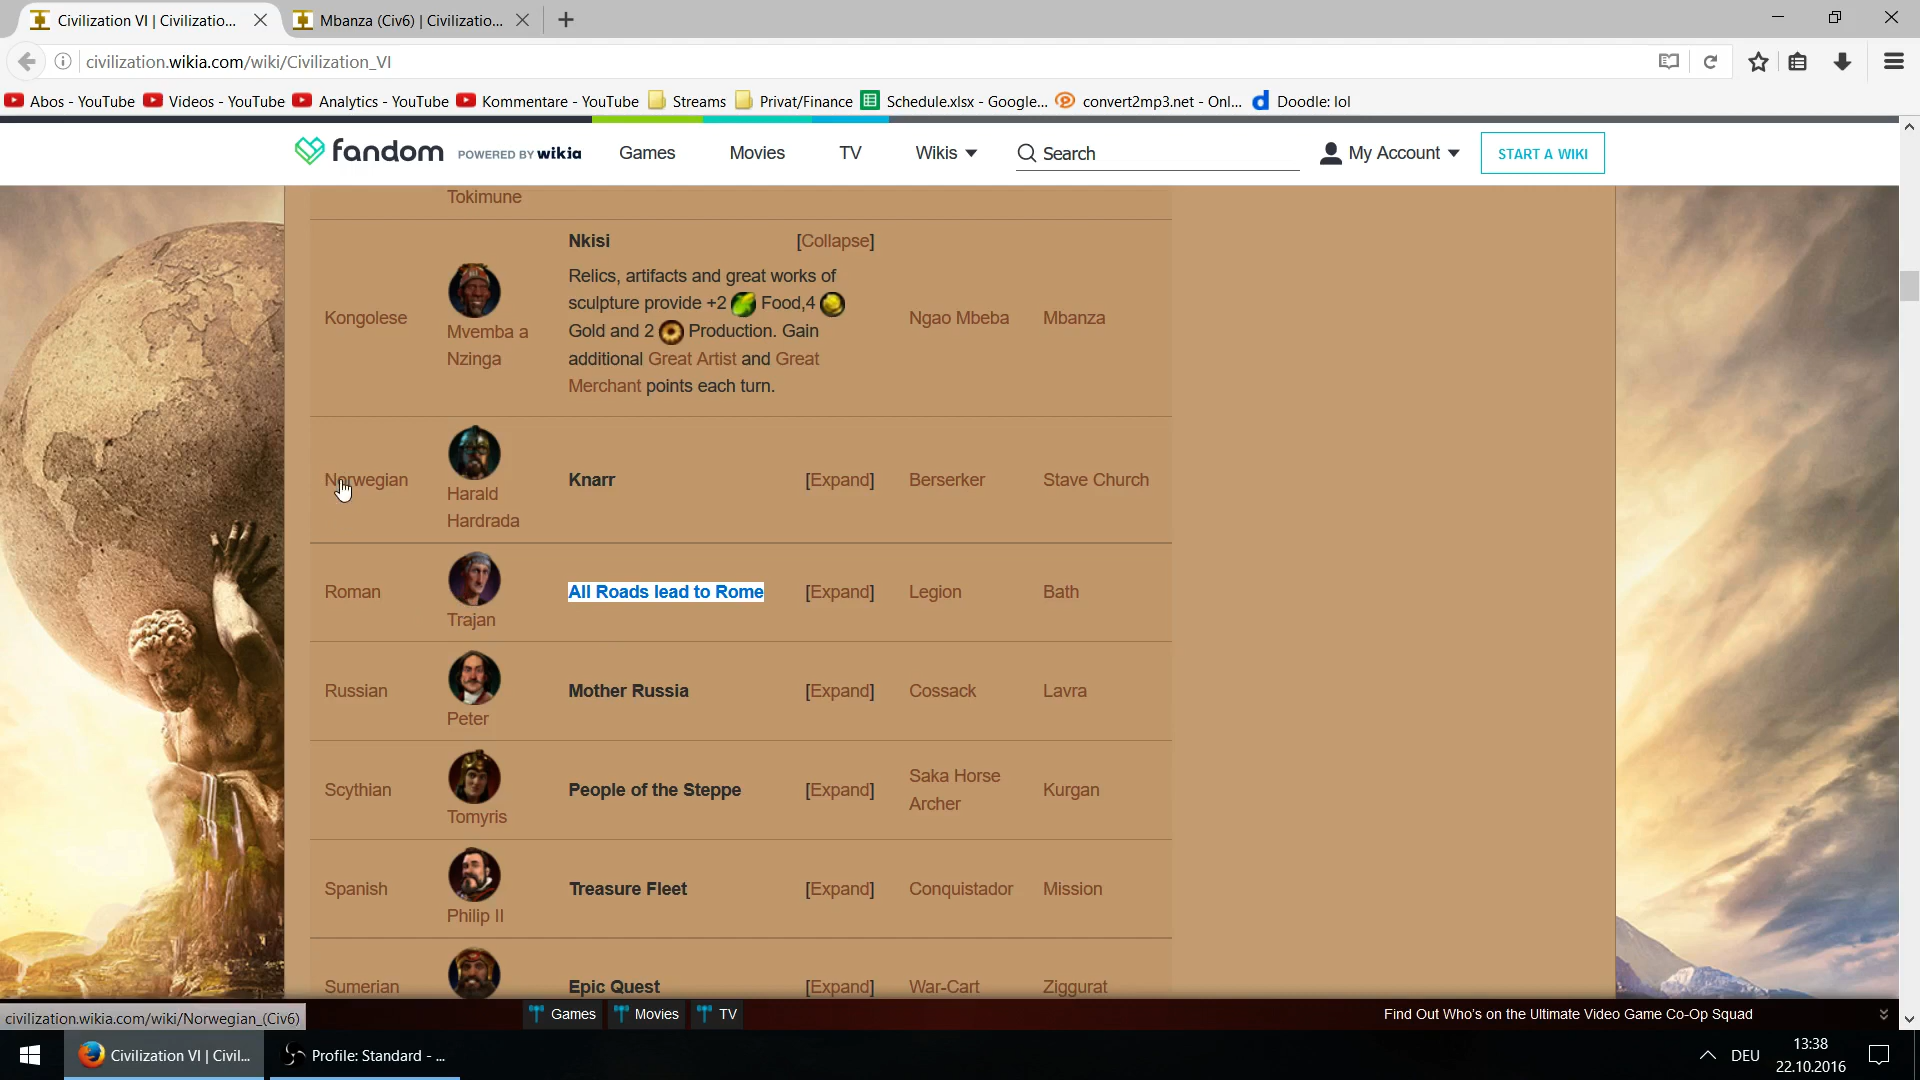 Civilization VI | Civilizatio...
Mbanza (Civ6) | Civilizatio...
civilization.wikia.com/wiki/Civilization_VI
Abos - YouTube
Videos - YouTube
Analytics - YouTube
Kommentare - YouTube
Streams
Privat/Finance
Schedule.xlsx - Google...
convert2mp3.net - Onl...
Doodle: lol
fandom POWERED BY wikia
Games
Movies
TV
Wikis
Search
My Account
START A WIKI
Tokimune
Kongolese
Mvemba a
Nzinga
Nkisi
[Collapse]
Relics, artifacts and great works of
sculpture provide +2 Food,4
Gold and 2 Production. Gain
additional Great Artist and Great
Merchant points each turn.
Ngao Mbeba
Mbanza
Norwegian
Harald
Hardrada
Knarr
[Expand]
Berserker
Stave Church
Roman
Trajan
All Roads lead to Rome
[Expand]
Legion
Bath
Russian
Peter
Mother Russia
[Expand]
Cossack
Lavra
Scythian
Tomyris
People of the Steppe
[Expand]
Saka Horse
Archer
Kurgan
Spanish
Philip II
Treasure Fleet
[Expand]
Conquistador
Mission
Sumerian
Epic Quest
[Expand]
War-Cart
Ziggurat
civilization.wikia.com/wiki/Norwegian_(Civ6)
Games
Movies
TV
Find Out Who's on the Ultimate Video Game Co-Op Squad
Civilization VI | Civil...
Profile: Standard - ...
DEU
13:38
22.10.2016